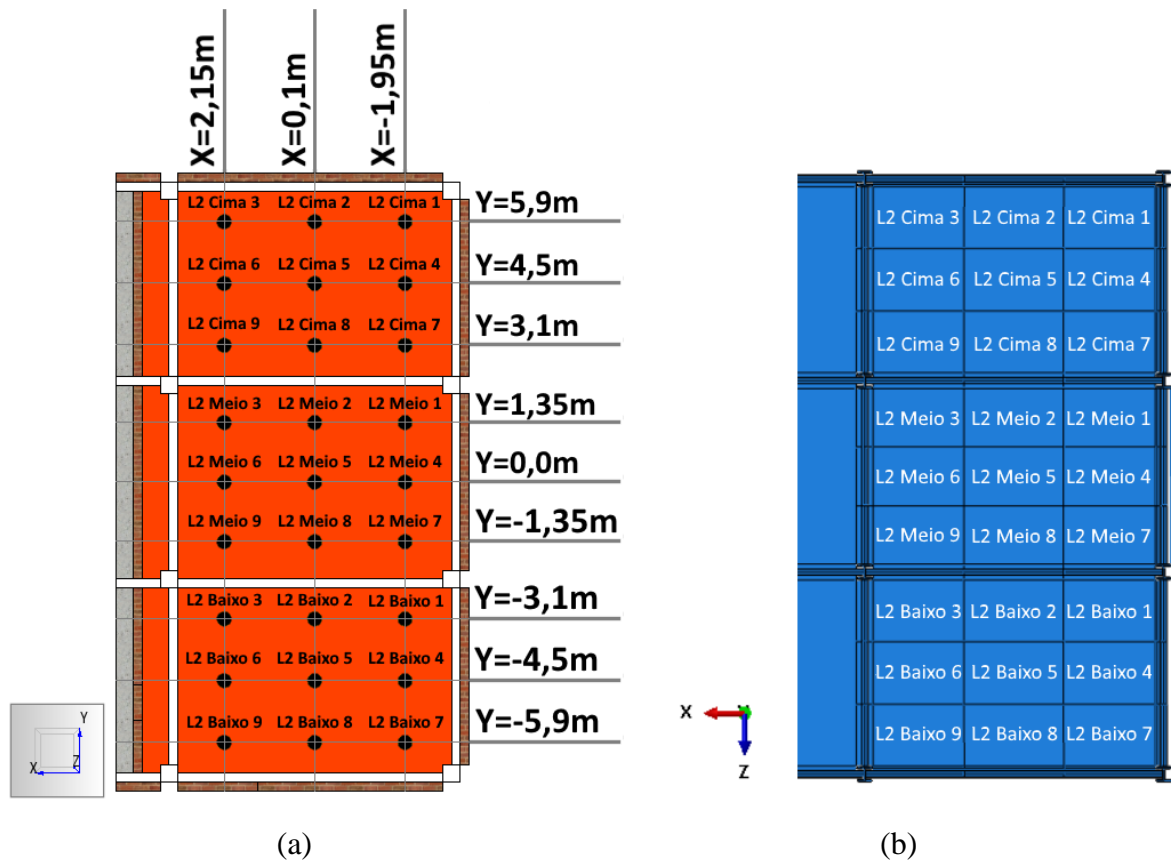 X=2,15m X=0,1m X=-1,95m
L2 Cima 3 L2 Cima 2 L2 Cima 1 Y=5,9m
L2 Cima 6 L2 Cima 5 L2 Cima 4 Y=4,5m
L2 Cima 9 L2 Cima 8 L2 Cima 7 Y=3,1m
L2 Meio 3 L2 Meio 2 L2 Meio 1 Y=1,35m
L2 Meio 6 L2 Meio 5 L2 Meio 4 Y=0,0m
L2 Meio 9 L2 Meio 8 L2 Meio 7 Y=-1,35m
L2 Baixo 3 L2 Baixo 2 L2 Baixo 1 Y=-3,1m
L2 Baixo 6 L2 Baixo 5 L2 Baixo 4 Y=-4,5m
L2 Baixo 9 L2 Baixo 8 L2 Baixo 7 Y=-5,9m
Y
X Z
(a)
L2 Cima 3 L2 Cima 2 L2 Cima 1
L2 Cima 6 L2 Cima 5 L2 Cima 4
L2 Cima 9 L2 Cima 8 L2 Cima 7
L2 Meio 3 L2 Meio 2 L2 Meio 1
L2 Meio 6 L2 Meio 5 L2 Meio 4
L2 Meio 9 L2 Meio 8 L2 Meio 7
L2 Baixo 3 L2 Baixo 2 L2 Baixo 1
L2 Baixo 6 L2 Baixo 5 L2 Baixo 4
L2 Baixo 9 L2 Baixo 8 L2 Baixo 7
X
Z
(b)